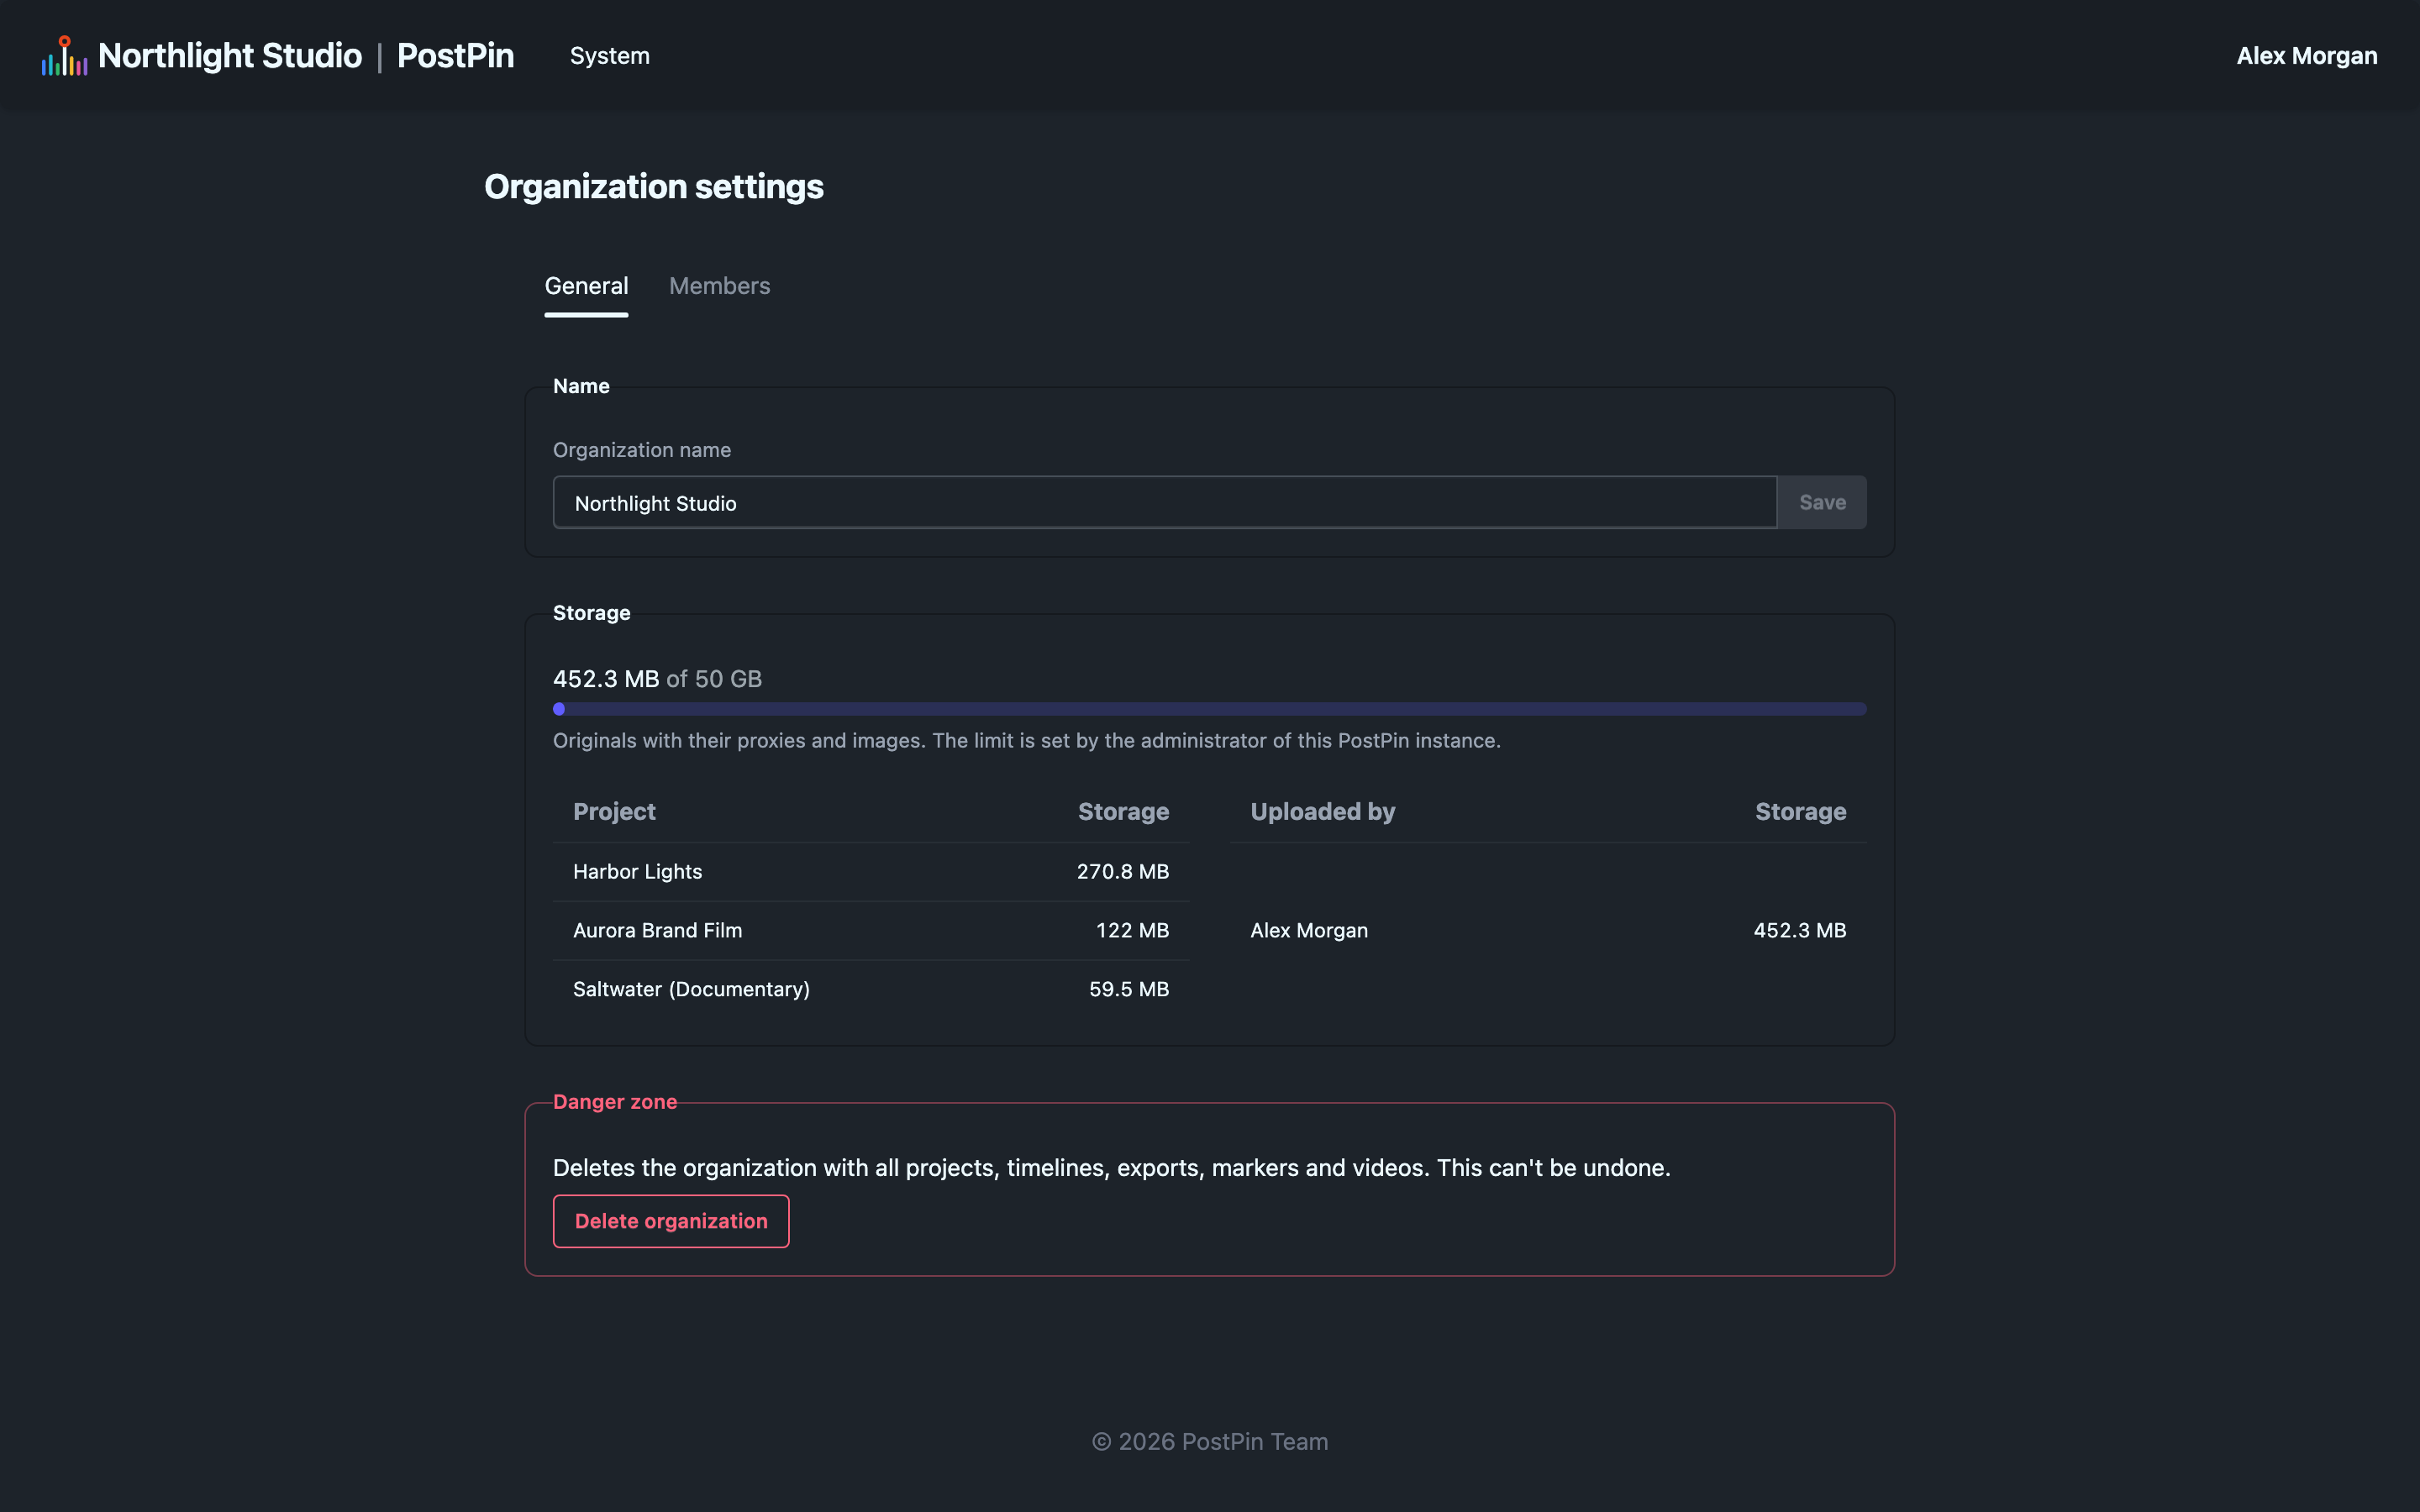 Northlight Studio | PostPin
System
Alex Morgan
Organization settings
General
Members
Name
Organization name
Northlight Studio
Save
Storage
452.3 MB of 50 GB
Originals with their proxies and images. The limit is set by the administrator of this PostPin instance.
Project
Storage
Harbor Lights
270.8 MB
Aurora Brand Film
122 MB
Saltwater (Documentary)
59.5 MB
Uploaded by
Storage
Alex Morgan
452.3 MB
Danger zone
Deletes the organization with all projects, timelines, exports, markers and videos. This can't be undone.
Delete organization
© 2026 PostPin Team